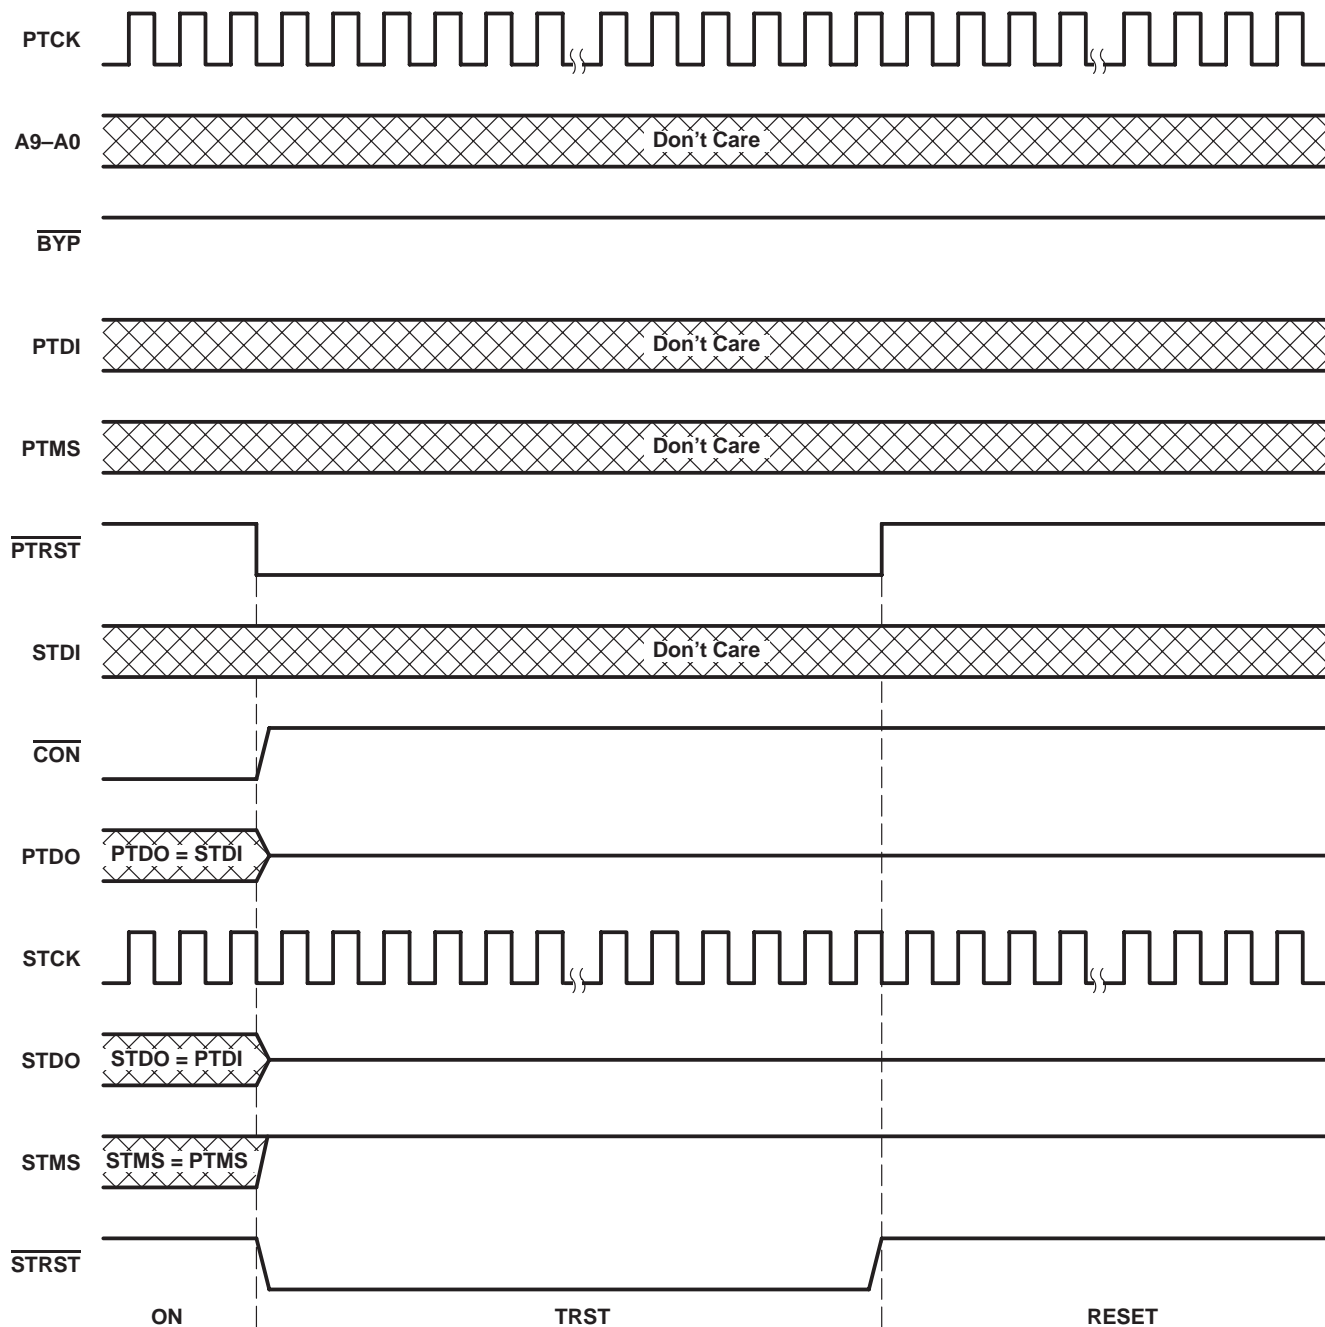 PTCK
A9–A0
Don't Care
BYP
PTDI
Don't Care
PTMS
Don't Care
PTRST
STDI
Don't Care
CON
PTDO
PTDO = STDI
STCK
STDO
STDO = PTDI
STMS
STMS = PTMS
STRST
ON
TRST
RESET